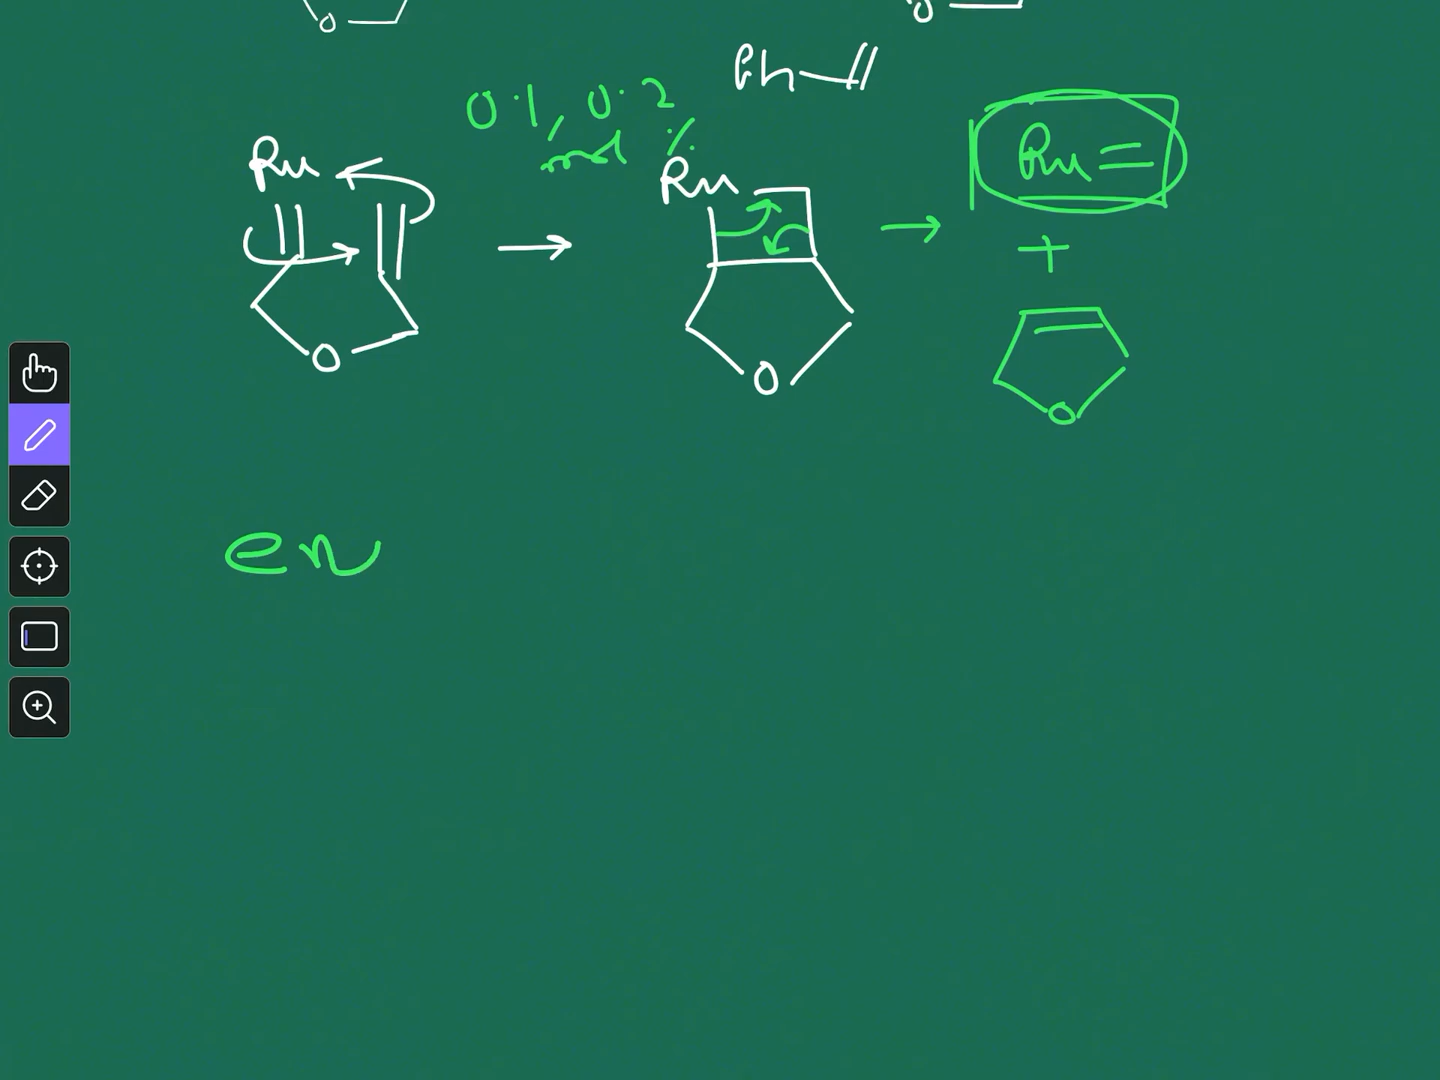 O
Ph
0.1, 0.2
mol %
Ru
Ru
Ru =
+
O
O
O
en